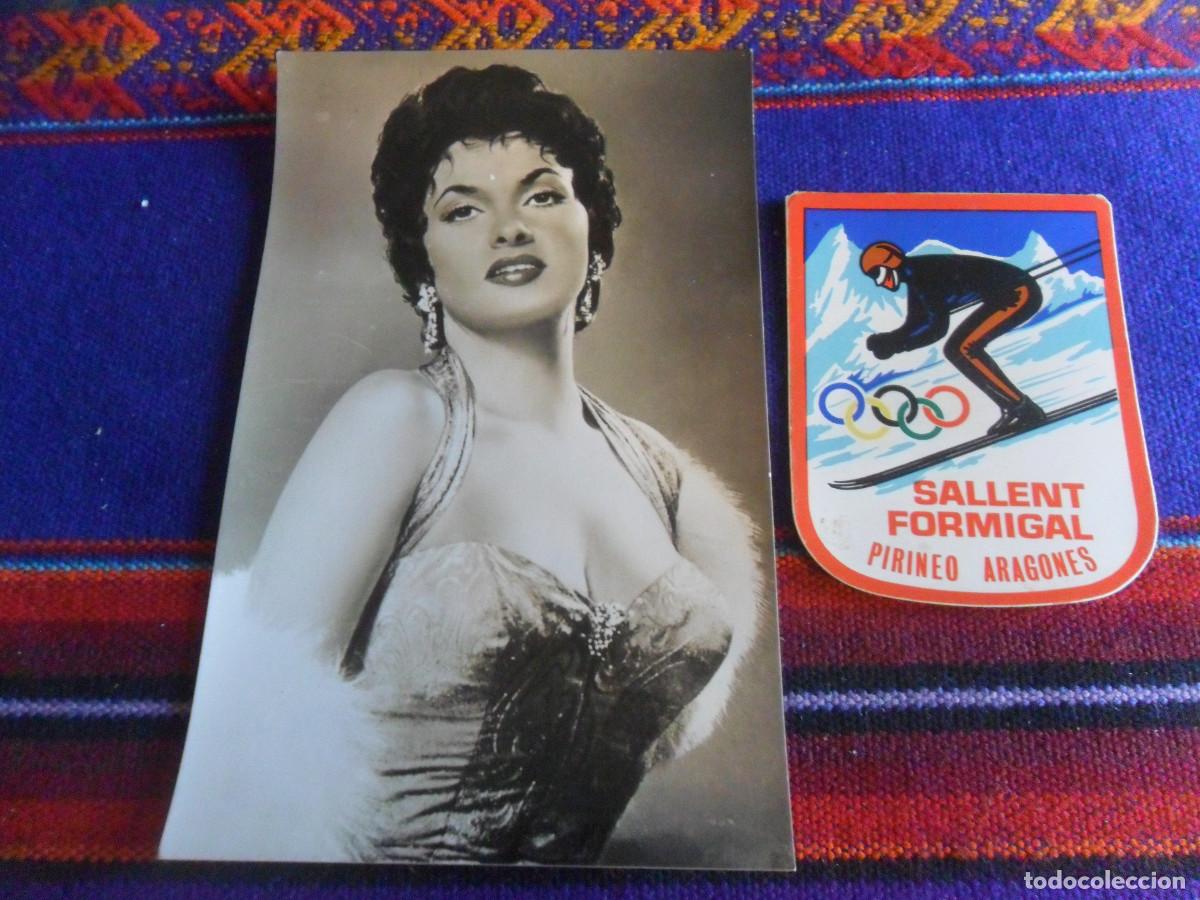 SALLENT
FORMIGAL
PIRINEO ARAGONES
todocoleccion